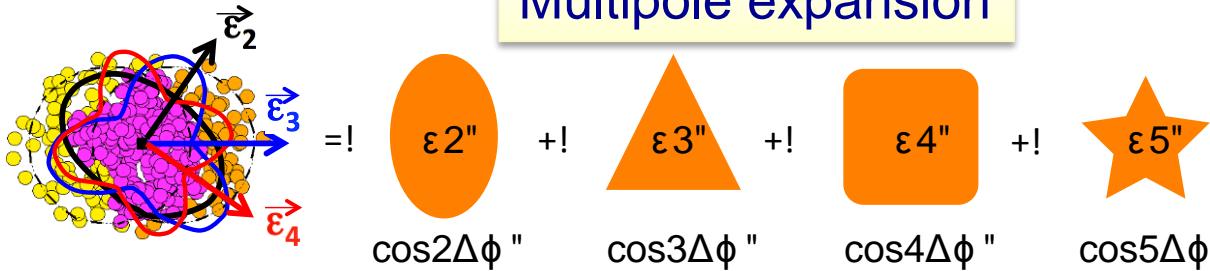 Multipole expansion
ε₂
ε₃
ε₄
=! ε2" +! ε3" +! ε4" +! ε5"
cos2Δϕ " cos3Δϕ " cos4Δϕ " cos5Δϕ